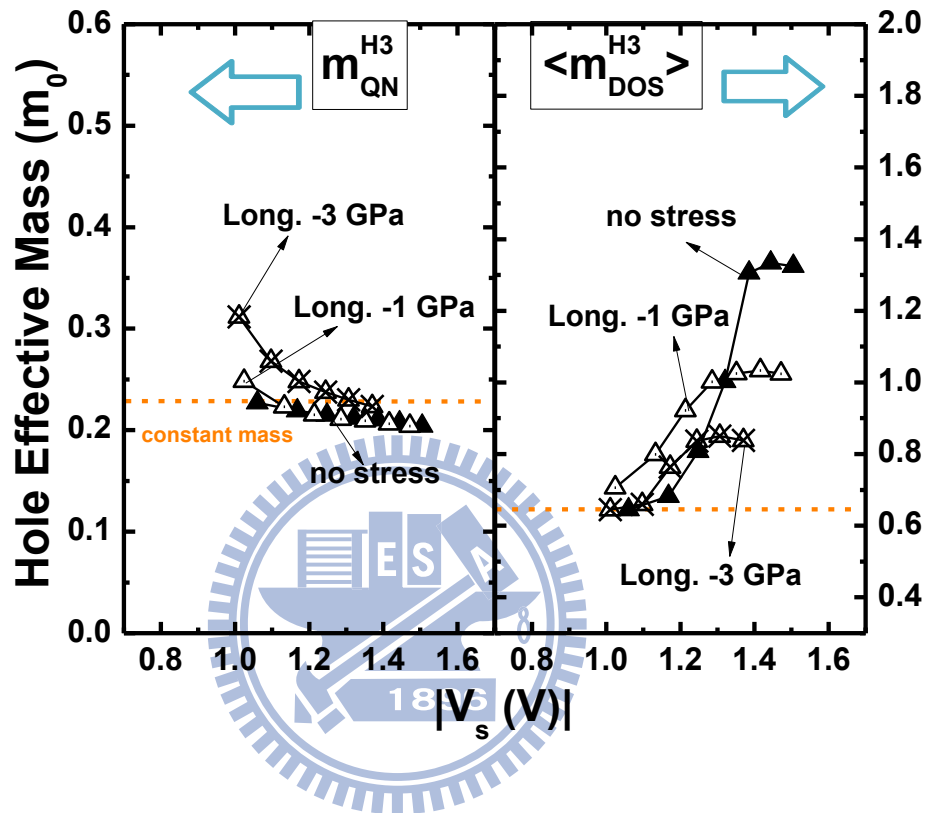 Hole Effective Mass (m0)
0.6
0.5
0.4
0.3
0.2
0.1
0.0
m QN H3
Long. -3 GPa
Long. -1 GPa
constant mass
no stress
0.8 1.0 1.2 1.4 1.6
<m DOS H3>
no stress
Long. -1 GPa
Long. -3 GPa
0.8 1.0 1.2 1.4 1.6
2.0
1.8
1.6
1.4
1.2
1.0
0.8
0.6
0.4
|Vs (V)|
E S A
1896